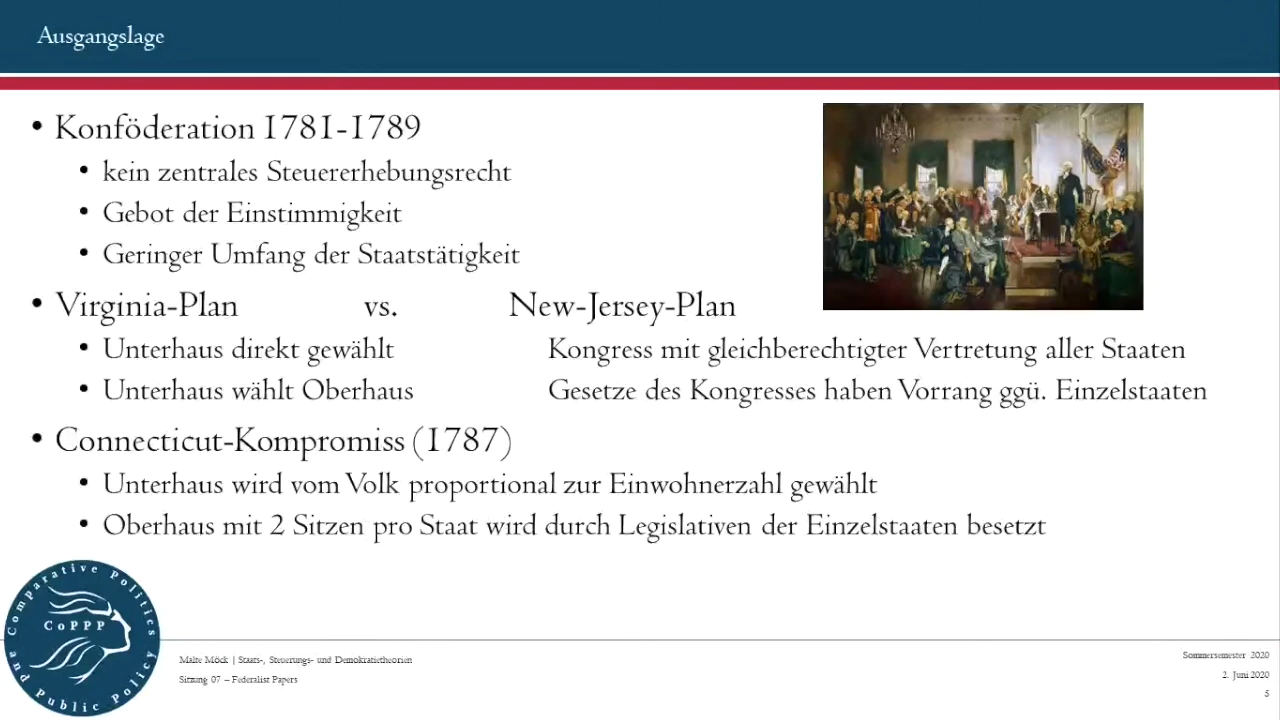 Ausgangslage
• Konföderation 1781-1789
• kein zentrales Steuererhebungsrecht
• Gebot der Einstimmigkeit
• Geringer Umfang der Staatstätigkeit
• Virginia-Plan vs. New-Jersey-Plan
• Unterhaus direkt gewählt Kongress mit gleichberechtigter Vertretung aller Staaten
• Unterhaus wählt Oberhaus Gesetze des Kongresses haben Vorrang ggü. Einzelstaaten
• Connecticut-Kompromiss (1787)
• Unterhaus wird vom Volk proportional zur Einwohnerzahl gewählt
• Oberhaus mit 2 Sitzen pro Staat wird durch Legislativen der Einzelstaaten besetzt
Comparative Politics
CoPPP
and Public Policy
Malte Möck | Staats-, Steuerungs- und Demokratietheorien
Sitzung 07 – Federalist Papers
Sommersemester 2020
2. Juni 2020
5